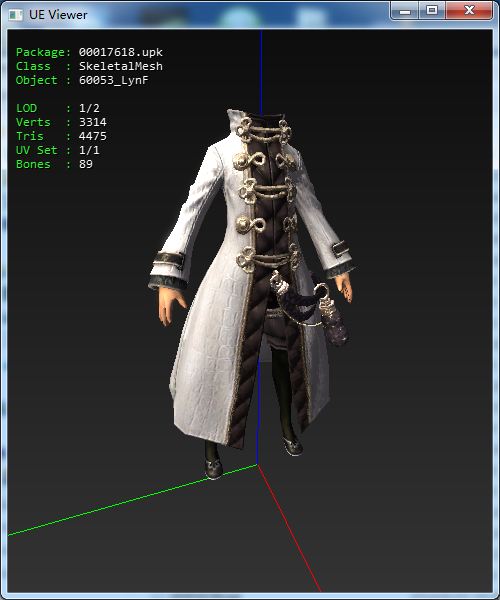 UE Viewer
Package: 00017618.upk
Class : SkeletalMesh
Object : 60053_LynF
LOD : 1/2
Verts : 3314
Tris : 4475
UV Set : 1/1
Bones : 89